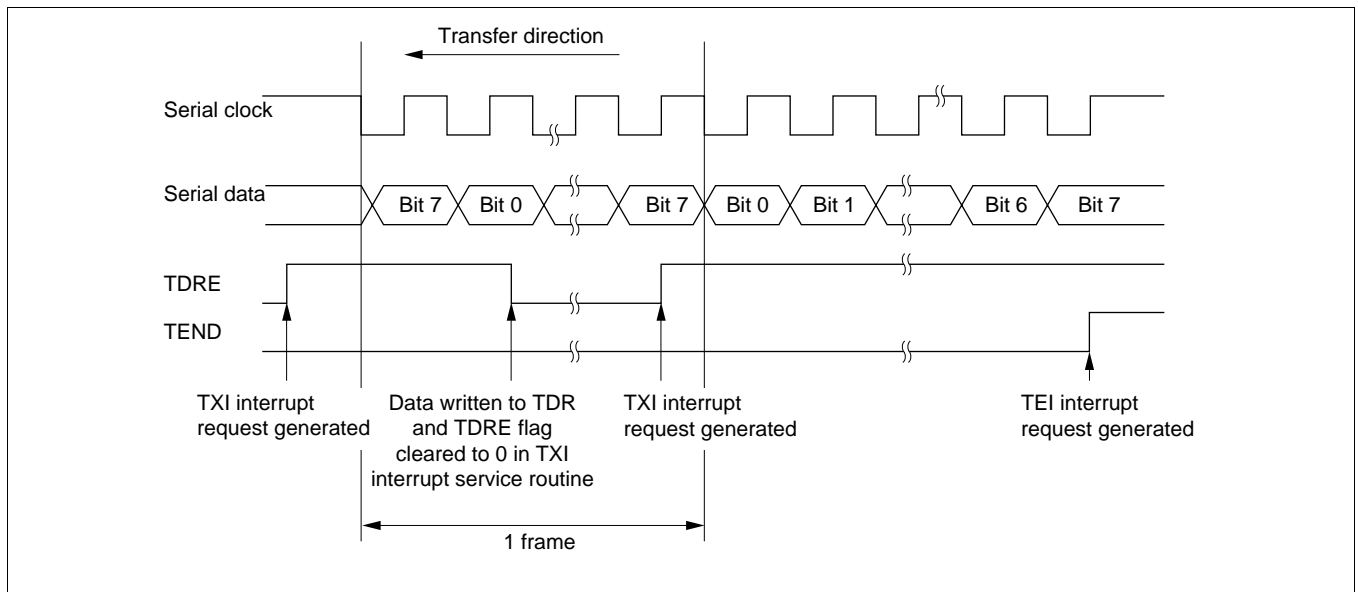 Transfer direction
Serial clock
Serial data
Bit 7
Bit 0
Bit 7
Bit 0
Bit 1
Bit 6
Bit 7
TDRE
TEND
TXI interrupt
request generated
Data written to TDR
and TDRE flag
cleared to 0 in TXI
interrupt service routine
TXI interrupt
request generated
TEI interrupt
request generated
1 frame